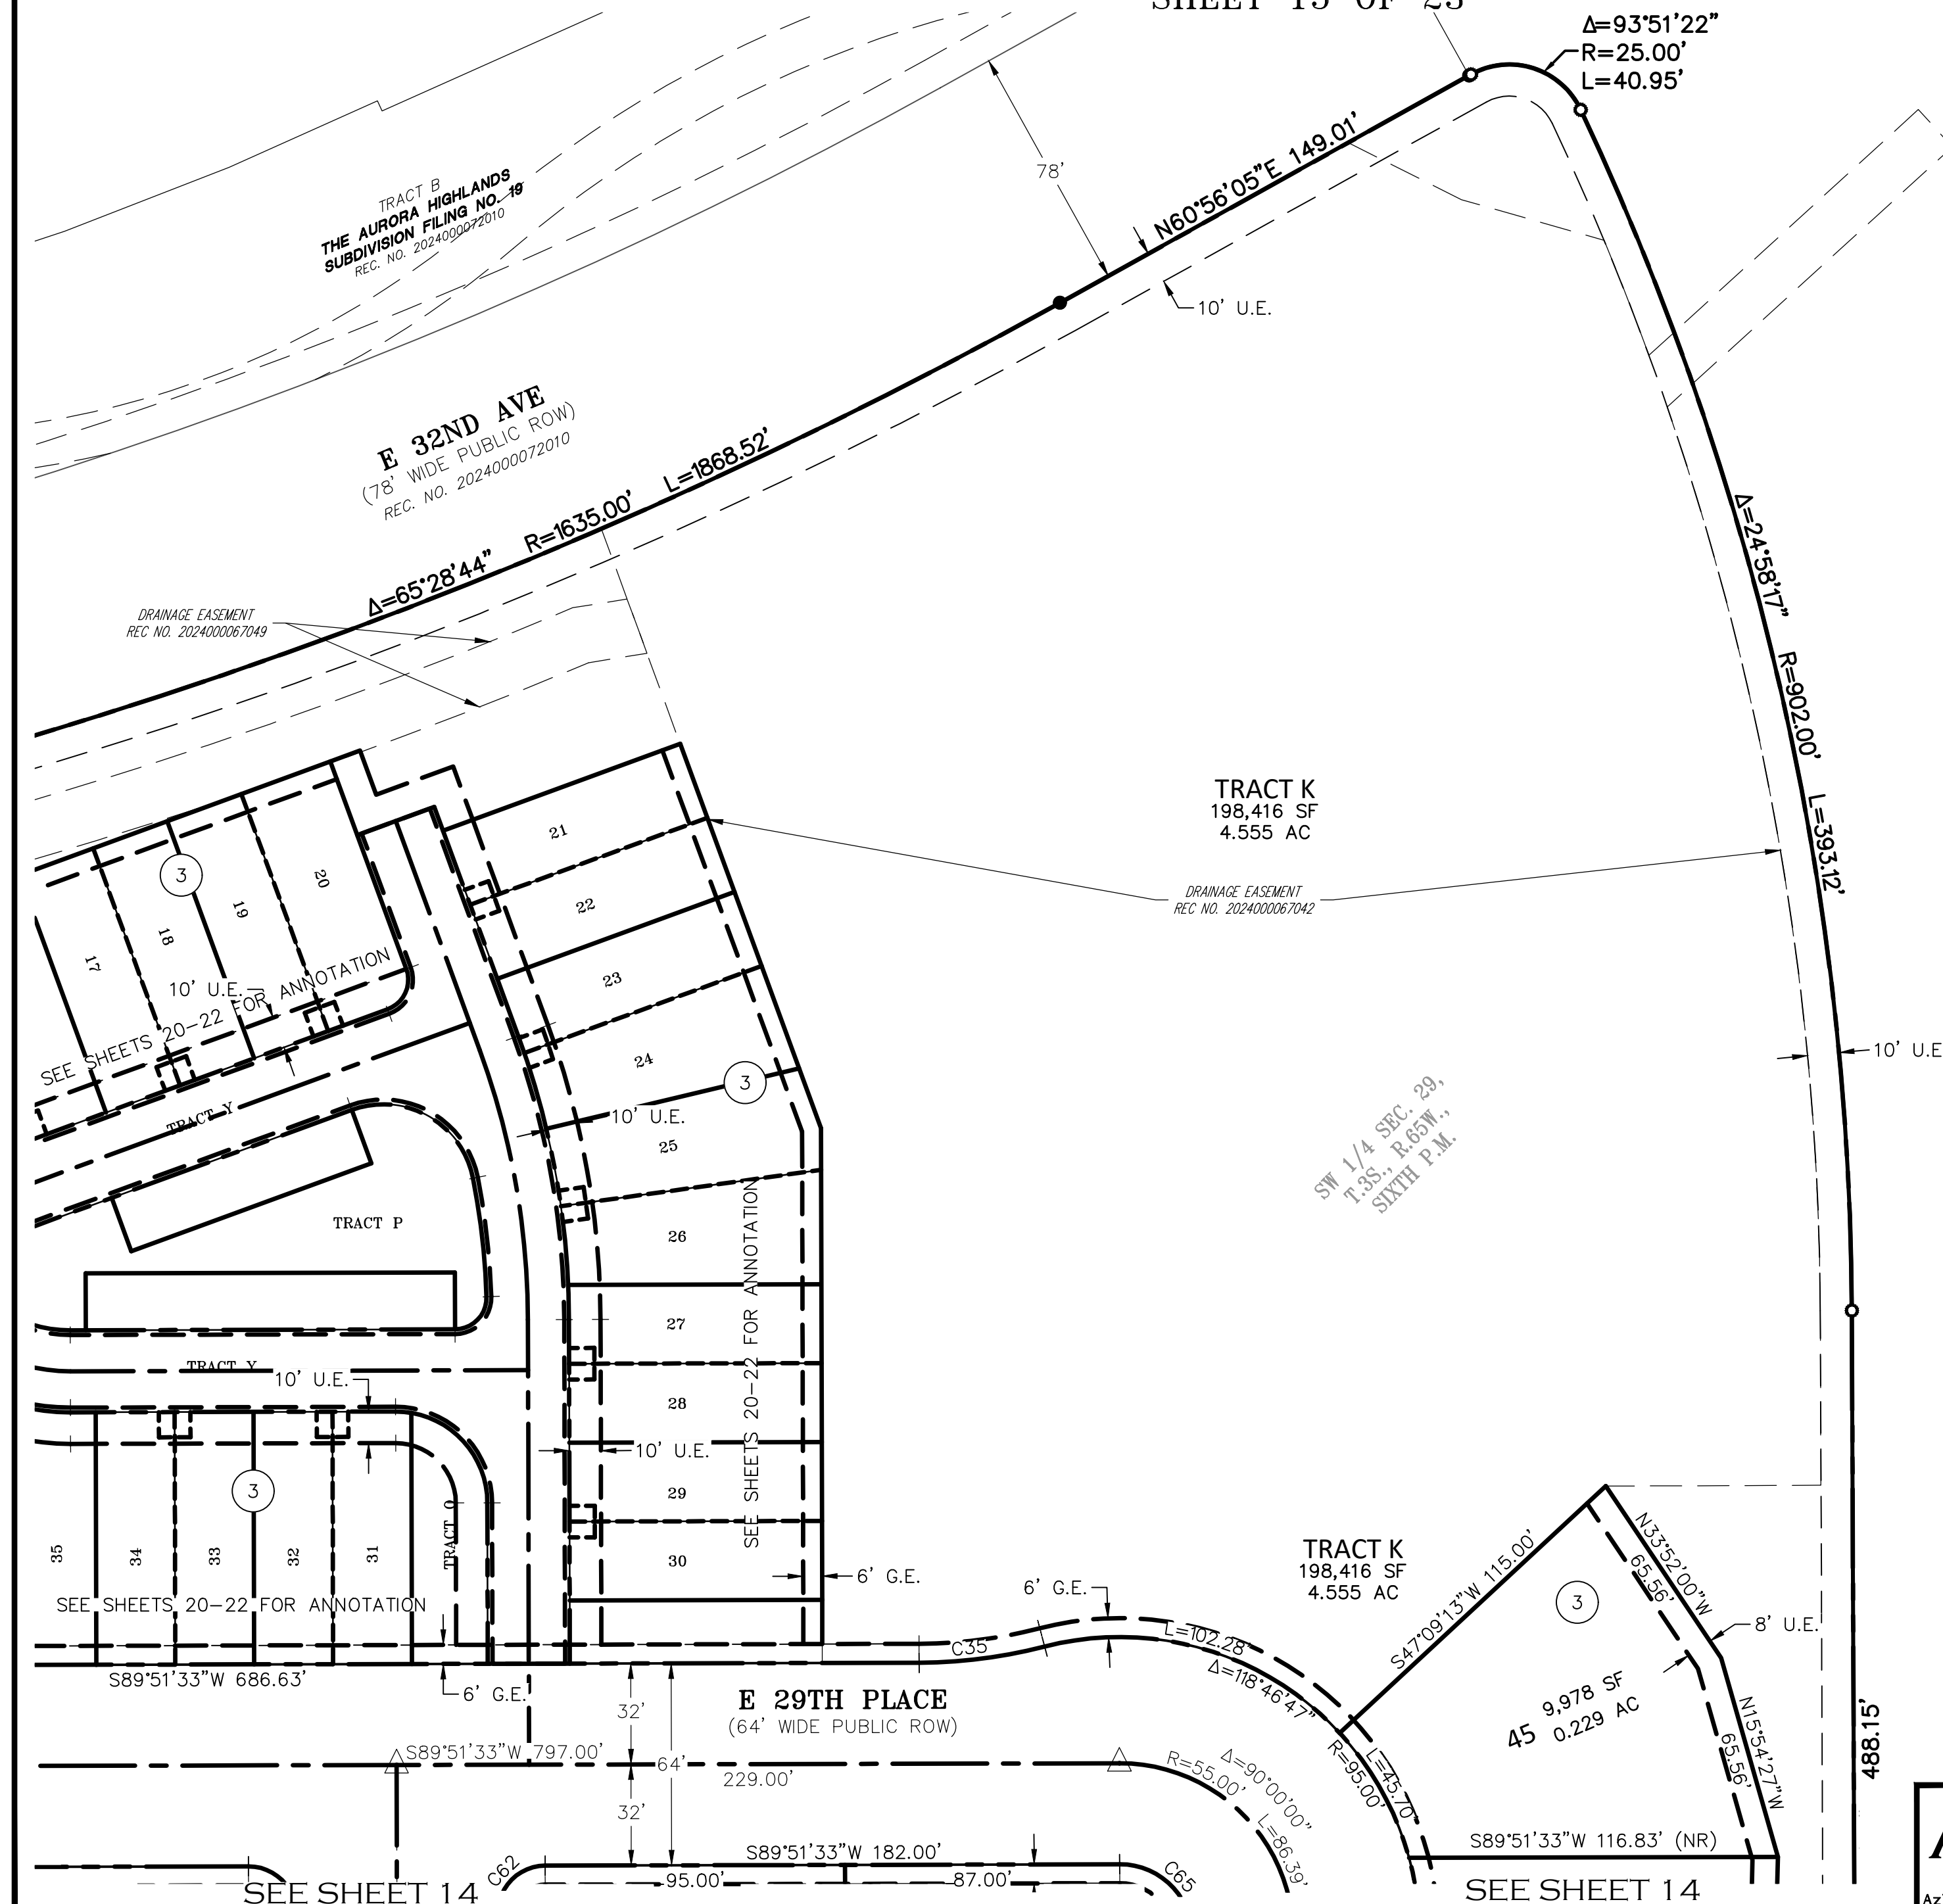 SHEET 15 OF 23
Δ=93°51'22"
R=25.00'
L=40.95'
N60°56'05"E 149.01'
78'
10' U.E.
TRACT B
THE AURORA HIGHLANDS
SUBDIVISION FILING NO. 19
REC. NO. 2024000072010
E 32ND AVE
(78' WIDE PUBLIC ROW)
REC. NO. 2024000072010
Δ=65°28'44" R=1635.00' L=1868.52'
DRAINAGE EASEMENT
REC NO. 2024000067049
Δ=24°58'17" R=902.00' L=393.12'
TRACT K
198,416 SF
4.555 AC
DRAINAGE EASEMENT
REC NO. 2024000067042
10' U.E
SW 1/4 SEC. 29,
T.3S., R.65W.,
SIXTH P.M.
3
17
18
19
20
10' U.E.
SEE SHEETS 20-22 FOR ANNOTATION
TRACT Y
21
22
23
24
3
10' U.E.
25
26
27
28
10' U.E.
29
30
SEE SHEETS 20-22 FOR ANNOTATION
TRACT P
TRACT Y
10' U.E.
3
35
34
33
32
31
TRACT O
SEE SHEETS 20-22 FOR ANNOTATION
6' G.E.
6' G.E.
TRACT K
198,416 SF
4.555 AC
C35
L=102.28'
Δ=118°46'47"
R=95.00'
L=45.70'
S47°09'13"W 115.00'
N33°52'00"W
65.56'
3
8' U.E.
45
9,978 SF
0.229 AC
N15°54'27"W
65.56'
488.15'
S89°51'33"W 116.83' (NR)
S89°51'33"W 686.63'
6' G.E.
32'
E 29TH PLACE
(64' WIDE PUBLIC ROW)
S89°51'33"W 797.00'
64'
229.00'
32'
R=55.00'
Δ=90°00'00"
L=86.39'
S89°51'33"W 182.00'
C62
95.00'
87.00'
C65
SEE SHEET 14
SEE SHEET 14
Az